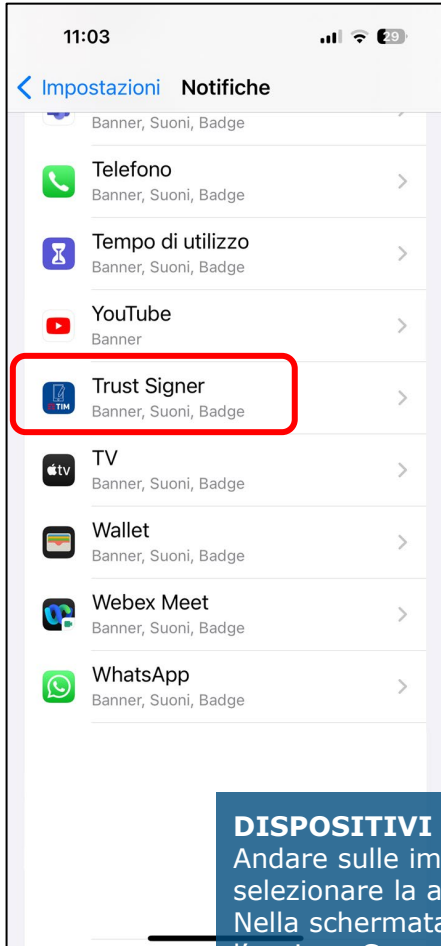 11:03
29
Impostazioni Notifiche
Banner, Suoni, Badge
Telefono
Banner, Suoni, Badge
Tempo di utilizzo
Banner, Suoni, Badge
YouTube
Banner
TIM
Trust Signer
Banner, Suoni, Badge
tv
TV
Banner, Suoni, Badge
Wallet
Banner, Suoni, Badge
Webex Meet
Banner, Suoni, Badge
WhatsApp
Banner, Suoni, Badge
DISPOSITIVI
Andare sulle im
selezionare la a
Nella schermata